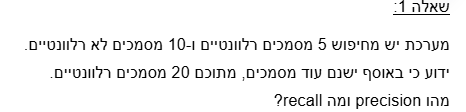 שאלה 1:
מערכת יש מחיפוש 5 מסמכים רלוונטיים ו-10 מסמכים לא רלוונטיים.
ידוע כי באוסף ישנם עוד מסמכים, מתוכם 20 מסמכים רלוונטיים.
מהו precision ומה recall?